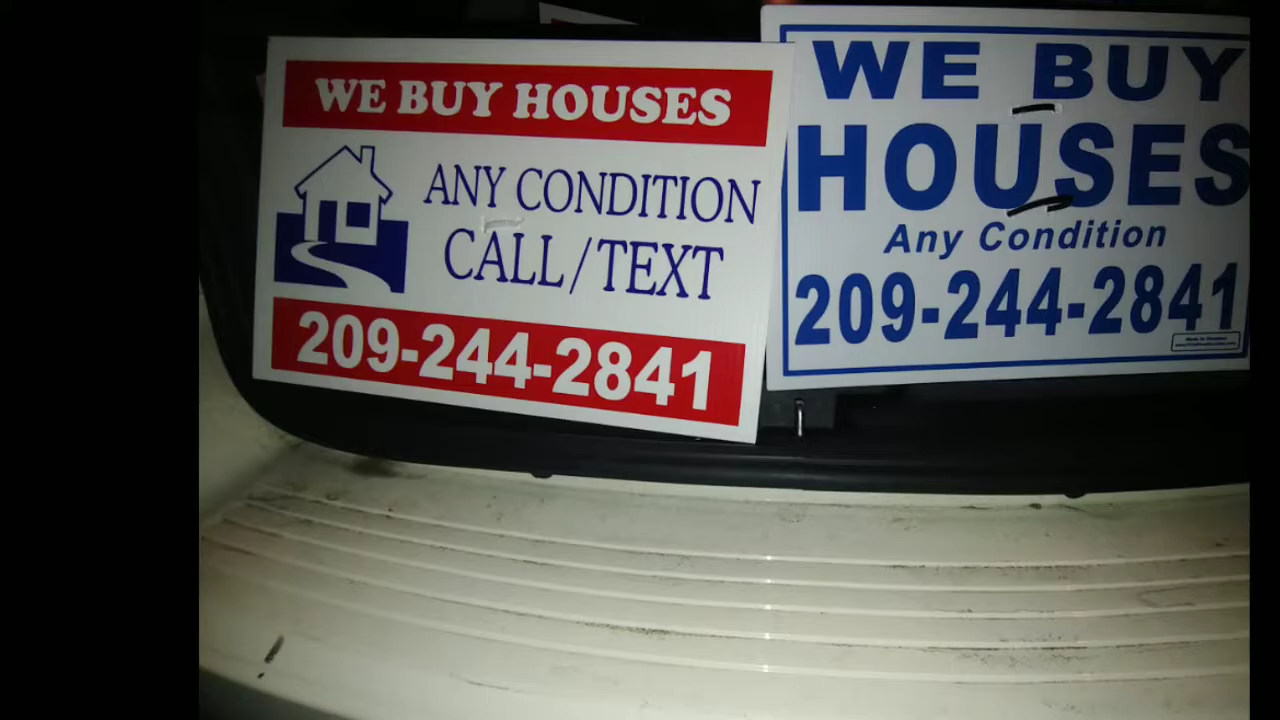 WE BUY HOUSES
ANY CONDITION
CALL/TEXT
209-244-2841
WE BUY
HOUSES
Any Condition
209-244-2841